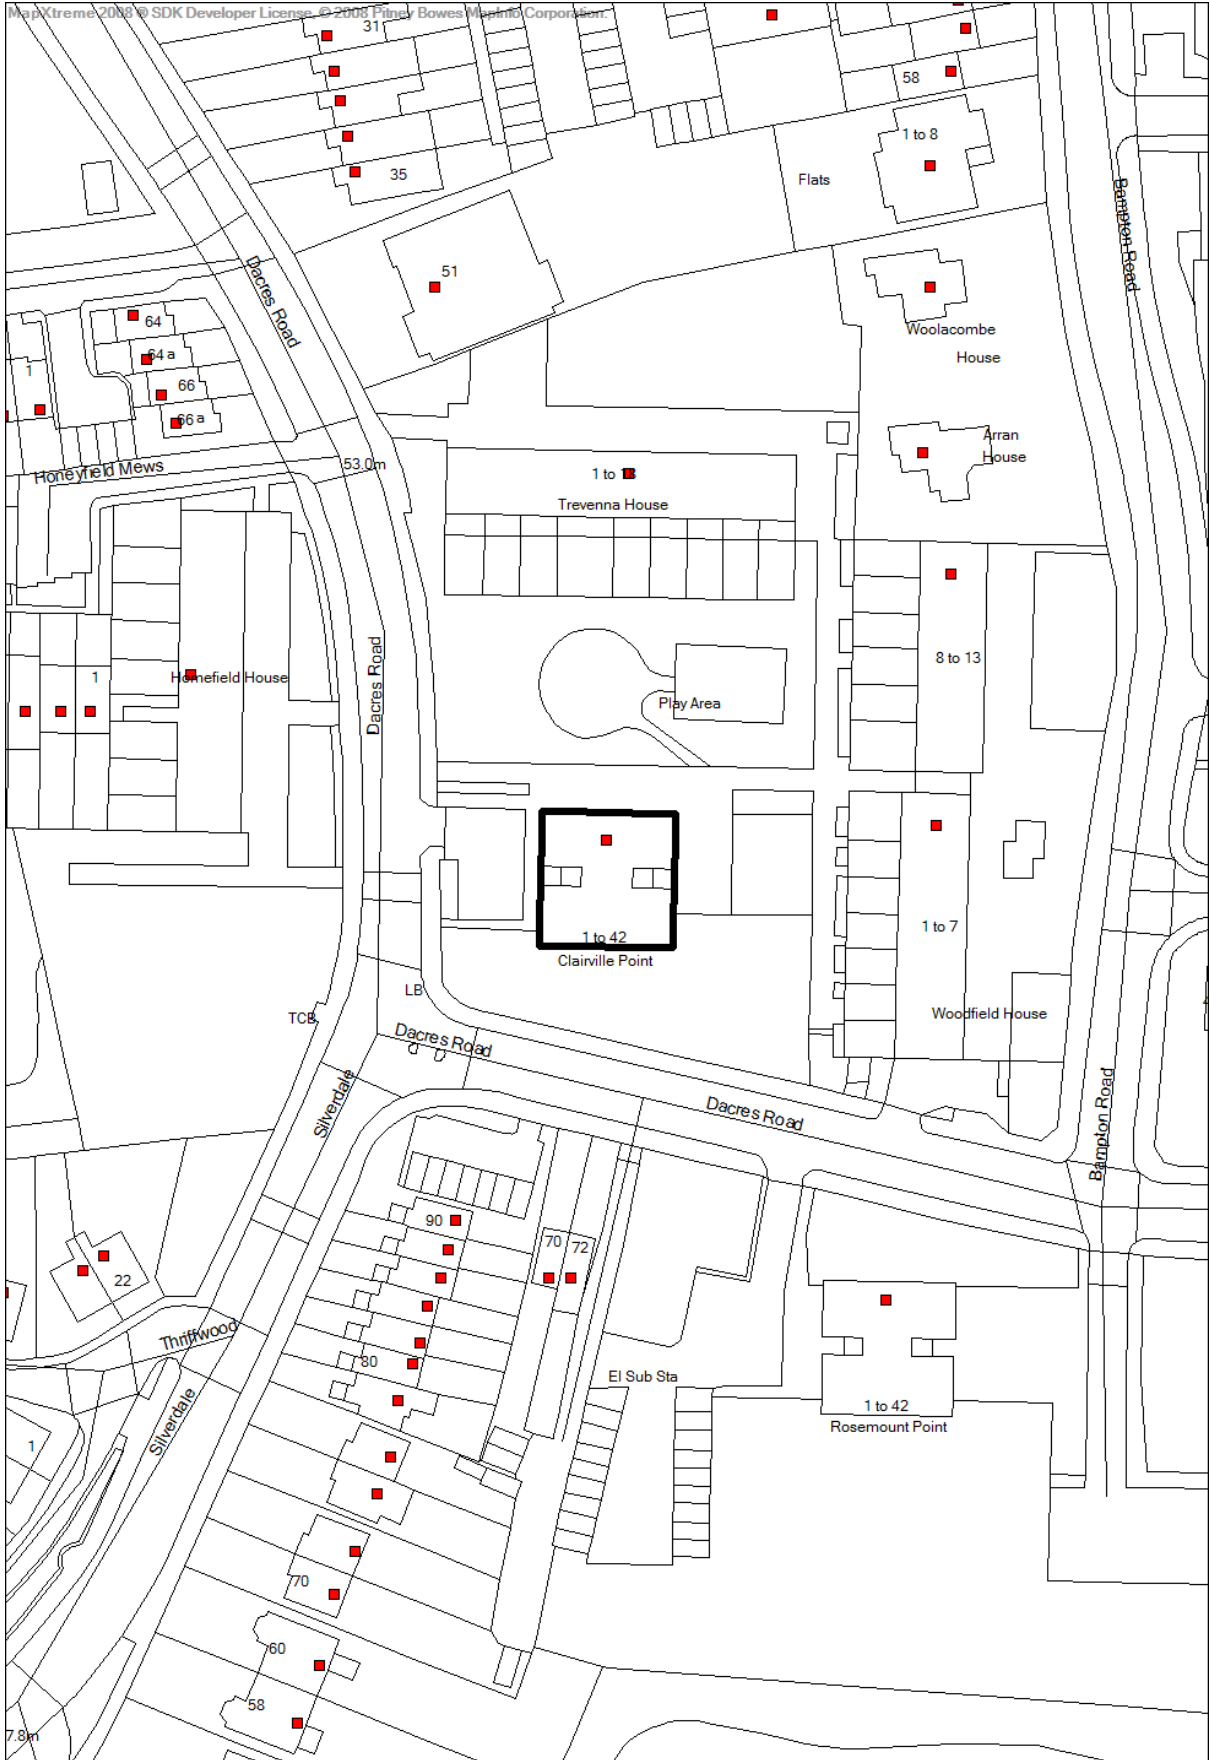 MapXtreme 2008 ® SDK Developer License. © 2008 Pitney Bowes MapInfo Corporation.
31
58
1 to 8
35
Flats
Bampton Road
51
Dacres Road
64
64 a
66
66 a
1
Woolacombe
House
Arran
House
Honeyfield Mews
53.0m
1 to 18
Trevenna House
8 to 13
Homefield House
1
Dacres Road
Play Area
1 to 42
Clairville Point
1 to 7
Woodfield House
LB
TCB
Dacres Road
Silverdale
Dacres Road
Bampton Road
90
70
72
22
Thriffwood
80
El Sub Sta
1 to 42
Rosemount Point
Silverdale
1
70
60
58
7.8m